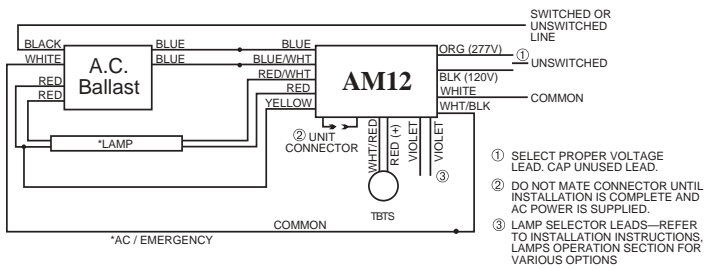 SWITCHED OR
UNSWITCHED
LINE
BLACK
BLUE
BLUE
ORG (277V)
①
WHITE
BLUE
BLUE/WHT
UNSWITCHED
A.C.
Ballast
RED/WHT
AM12
BLK (120V)
RED
RED
WHITE
COMMON
RED
YELLOW
WHT/BLK
*LAMP
② UNIT
CONNECTOR
WHT/RED
RED (+)
VIOLET
VIOLET
③
TBTS
COMMON
*AC / EMERGENCY
① SELECT PROPER VOLTAGE
LEAD. CAP UNUSED LEAD.
② DO NOT MATE CONNECTOR UNTIL
INSTALLATION IS COMPLETE AND
AC POWER IS SUPPLIED.
③ LAMP SELECTOR LEADS—REFER
TO INSTALLATION INSTRUCTIONS,
LAMPS OPERATION SECTION FOR
VARIOUS OPTIONS